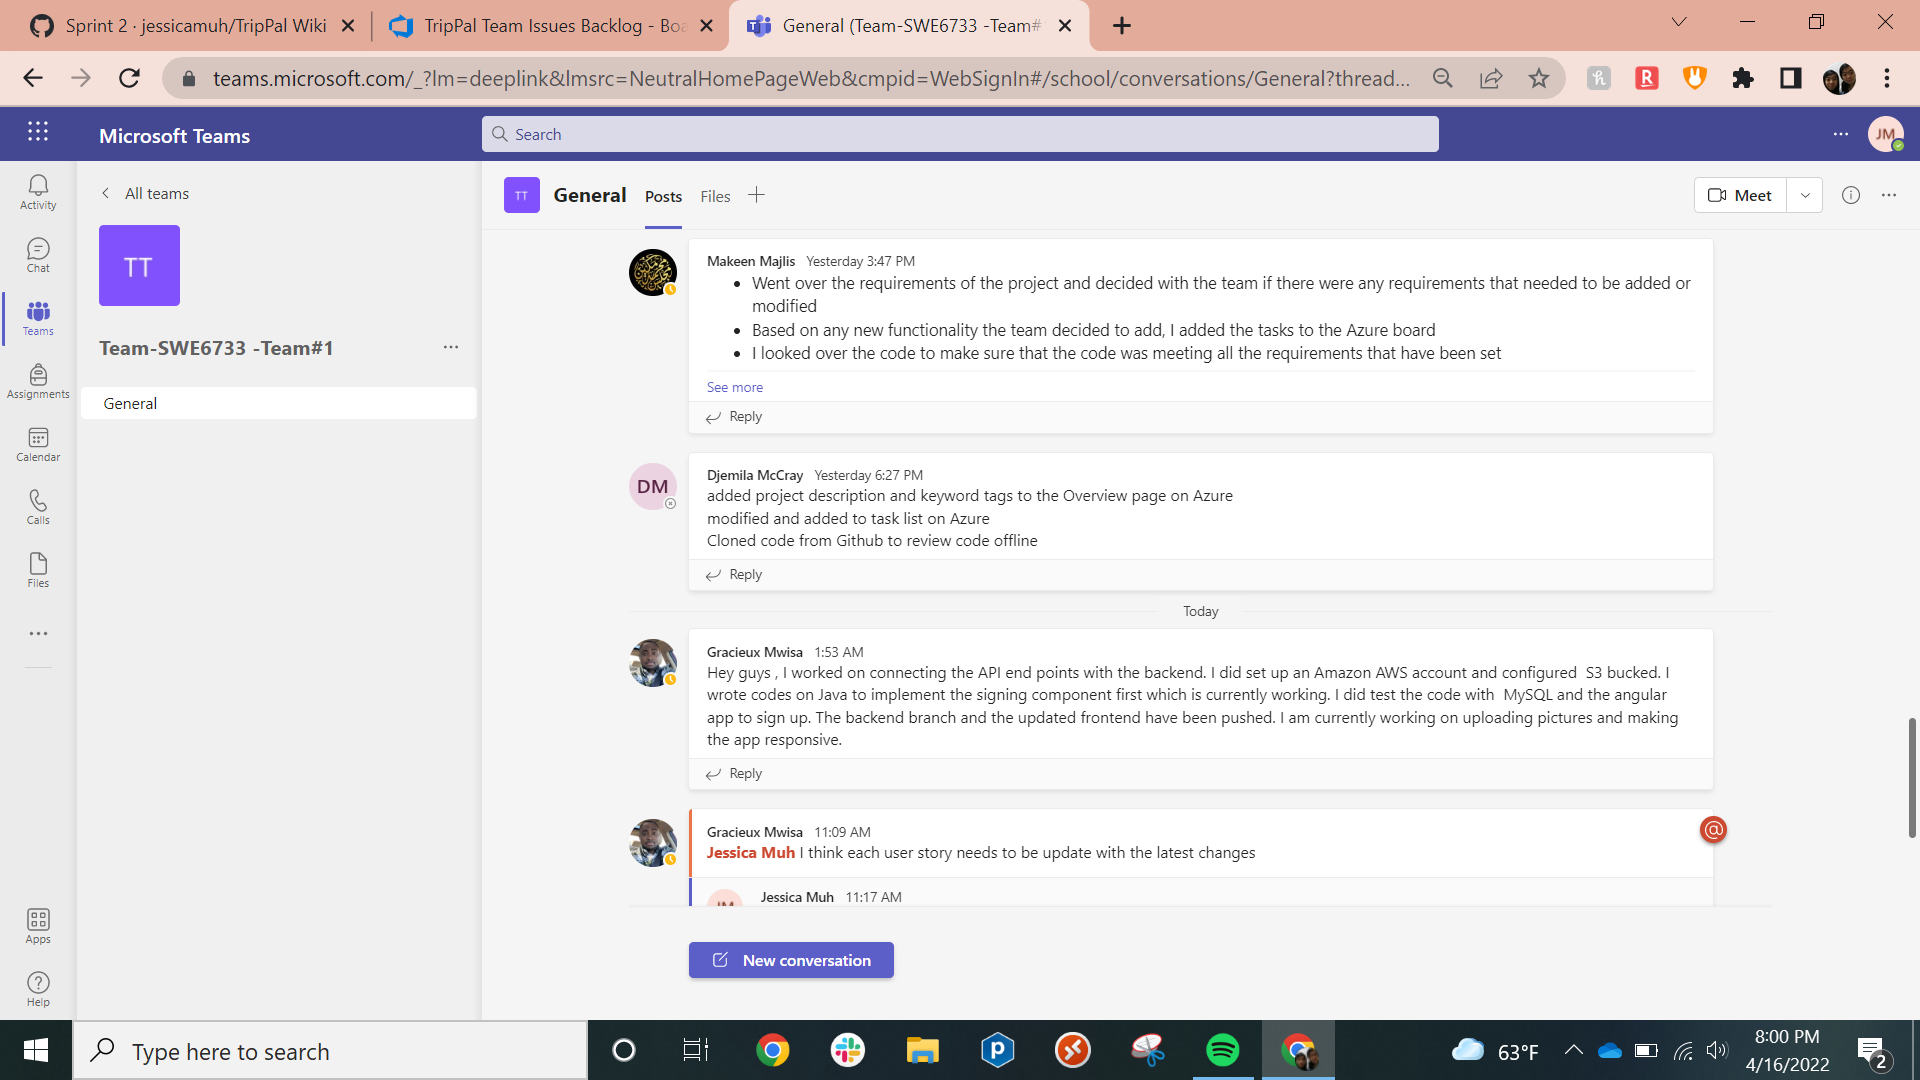 Sprint 2 · jessicamuh/TripPal Wiki
TripPal Team Issues Backlog - Boa
General (Team-SWE6733 -Team#
teams.microsoft.com/_?lm=deeplink&lmsrc=NeutralHomePageWeb&cmpid=WebSignIn#/school/conversations/General?thread...
Microsoft Teams
Search
JM
Activity
Chat
Teams
Assignments
Calendar
Calls
Files
Apps
Help
All teams
TT
Team-SWE6733 -Team#1
General
TT
General
Posts
Files
Meet
Makeen Majlis Yesterday 3:47 PM
• Went over the requirements of the project and decided with the team if there were any requirements that needed to be added or
modified
• Based on any new functionality the team decided to add, I added the tasks to the Azure board
• I looked over the code to make sure that the code was meeting all the requirements that have been set
See more
Reply
DM
Djemila McCray Yesterday 6:27 PM
added project description and keyword tags to the Overview page on Azure
modified and added to task list on Azure
Cloned code from Github to review code offline
Reply
Today
Gracieux Mwisa 1:53 AM
Hey guys , I worked on connecting the API end points with the backend. I did set up an Amazon AWS account and configured  S3 bucked. I
wrote codes on Java to implement the signing component first which is currently working. I did test the code with  MySQL and the angular
app to sign up. The backend branch and the updated frontend have been pushed. I am currently working on uploading pictures and making
the app responsive.
Reply
Gracieux Mwisa 11:09 AM
@
Jessica Muh I think each user story needs to be update with the latest changes
JM
Jessica Muh 11:17 AM
New conversation
Type here to search
63°F
8:00 PM
4/16/2022
2